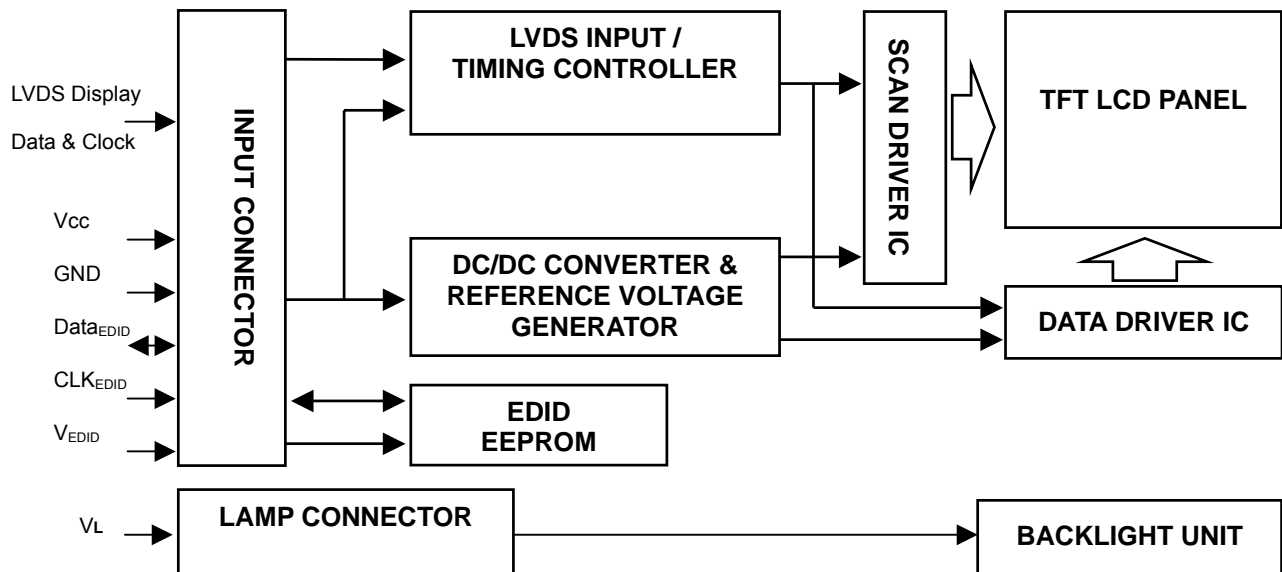 LVDS Display
Data & Clock
Vcc
GND
DataEDID
CLKEDID
VEDID
VL
INPUT CONNECTOR
LVDS INPUT /
TIMING CONTROLLER
DC/DC CONVERTER &
REFERENCE VOLTAGE
GENERATOR
EDID
EEPROM
SCAN DRIVER IC
TFT LCD PANEL
DATA DRIVER IC
LAMP CONNECTOR
BACKLIGHT UNIT